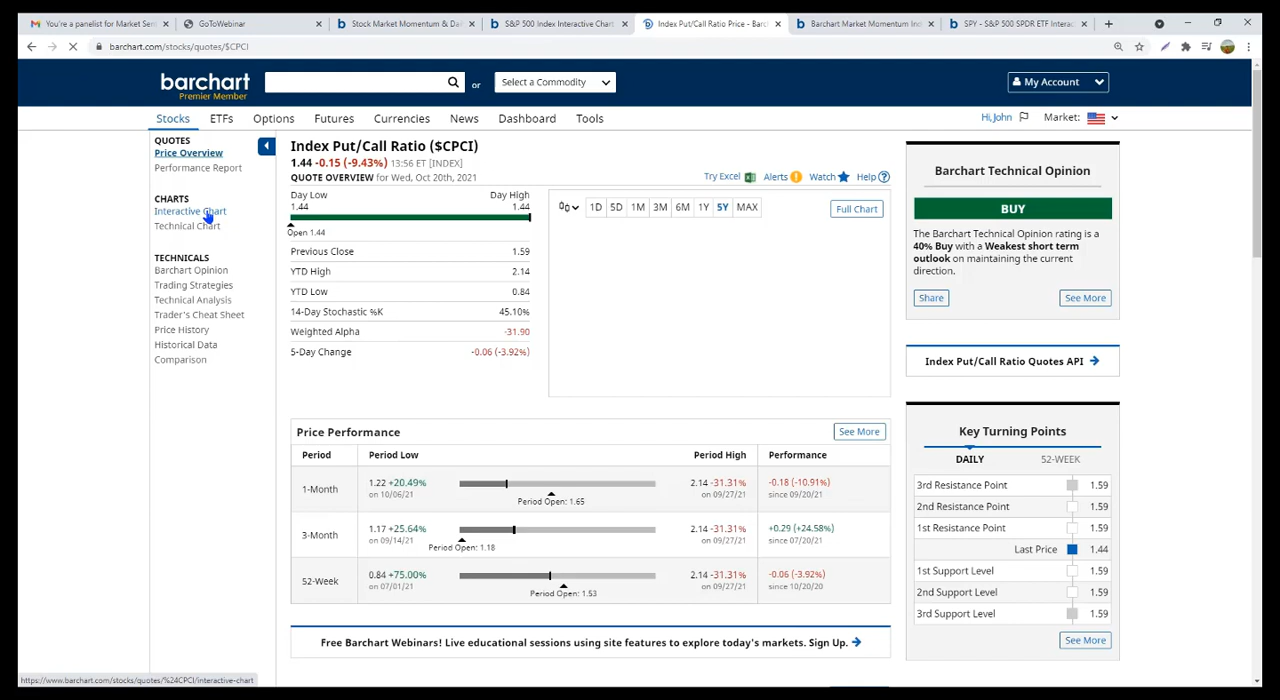 You're a panelist for Market Sen
GoToWebinar
Stock Market Momentum & Dai
S&P 500 Index Interactive Chart
Index Put/Call Ratio Price - Barc
Barchart Market Momentum Ind
SPY - S&P 500 SPDR ETF Interac
barchart.com/stocks/quotes/$CPCI
barchart
Premier Member
or
Select a Commodity
My Account
Stocks
ETFs
Options
Futures
Currencies
News
Dashboard
Tools
Hi, John
Market:
QUOTES
Price Overview
Performance Report
CHARTS
Interactive Chart
Technical Chart
TECHNICALS
Barchart Opinion
Trading Strategies
Technical Analysis
Trader's Cheat Sheet
Price History
Historical Data
Comparison
Index Put/Call Ratio ($CPCI)
1.44 -0.15 (-9.43%) 13:56 ET [INDEX]
QUOTE OVERVIEW for Wed, Oct 20th, 2021
Try Excel
Alerts
Watch
Help
Day Low
Day High
1.44
1.44
Open 1.44
Previous Close 1.59
YTD High 2.14
YTD Low 0.84
14-Day Stochastic %K 45.10%
Weighted Alpha -31.90
5-Day Change -0.06 (-3.92%)
1D 5D 1M 3M 6M 1Y 5Y MAX
Full Chart
Price Performance
See More
Period Period Low Period High Performance
1-Month
1.22 +20.49%
on 10/06/21
Period Open: 1.65
2.14 -31.31%
on 09/27/21
-0.18 (-10.91%)
since 09/20/21
3-Month
1.17 +25.64%
on 09/14/21
Period Open: 1.18
2.14 -31.31%
on 09/27/21
+0.29 (+24.58%)
since 07/20/21
52-Week
0.84 +75.00%
on 07/01/21
Period Open: 1.53
2.14 -31.31%
on 09/27/21
-0.06 (-3.92%)
since 10/20/20
Free Barchart Webinars! Live educational sessions using site features to explore today's markets. Sign Up.
Barchart Technical Opinion
BUY
The Barchart Technical Opinion rating is a
40% Buy with a Weakest short term
outlook on maintaining the current
direction.
Share
See More
Index Put/Call Ratio Quotes API
Key Turning Points
DAILY
52-WEEK
3rd Resistance Point 1.59
2nd Resistance Point 1.59
1st Resistance Point 1.59
Last Price 1.44
1st Support Level 1.59
2nd Support Level 1.59
3rd Support Level 1.59
See More
https://www.barchart.com/stocks/quotes/%24CPCI/interactive-chart